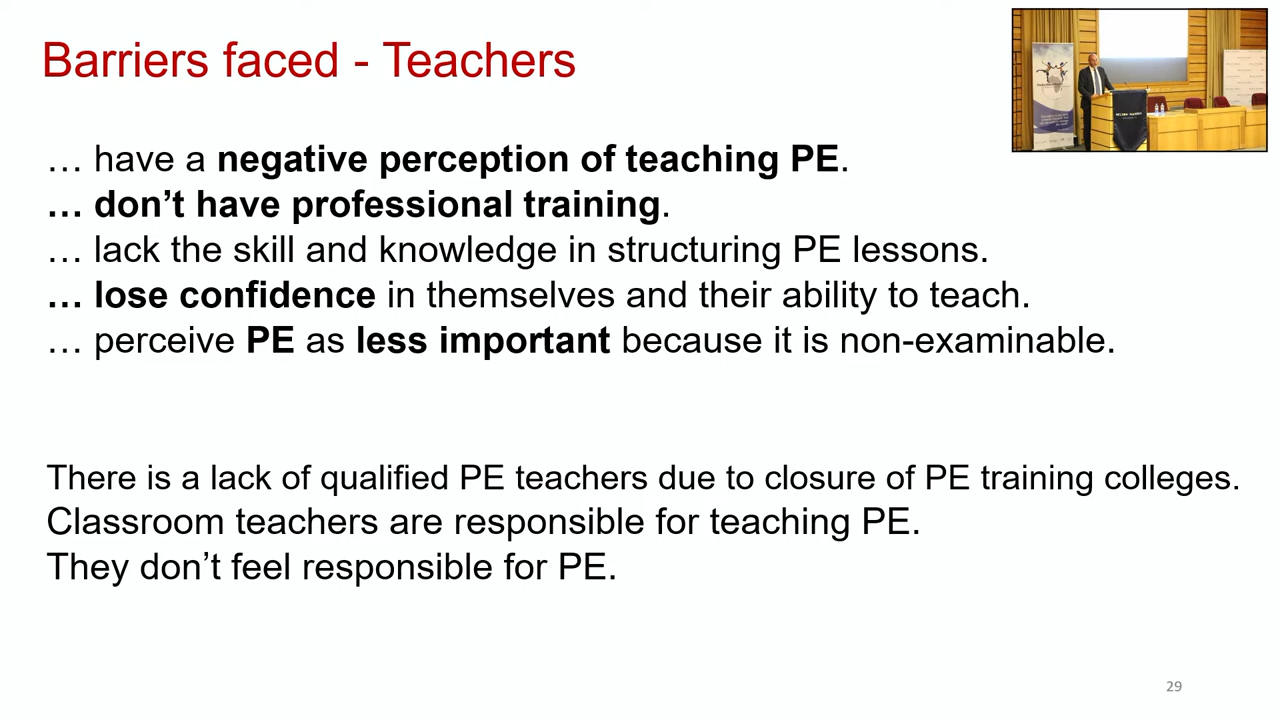 Barriers faced - Teachers
… have a negative perception of teaching PE.
… don’t have professional training.
… lack the skill and knowledge in structuring PE lessons.
… lose confidence in themselves and their ability to teach.
… perceive PE as less important because it is non-examinable.
There is a lack of qualified PE teachers due to closure of PE training colleges.
Classroom teachers are responsible for teaching PE.
They don’t feel responsible for PE.
29